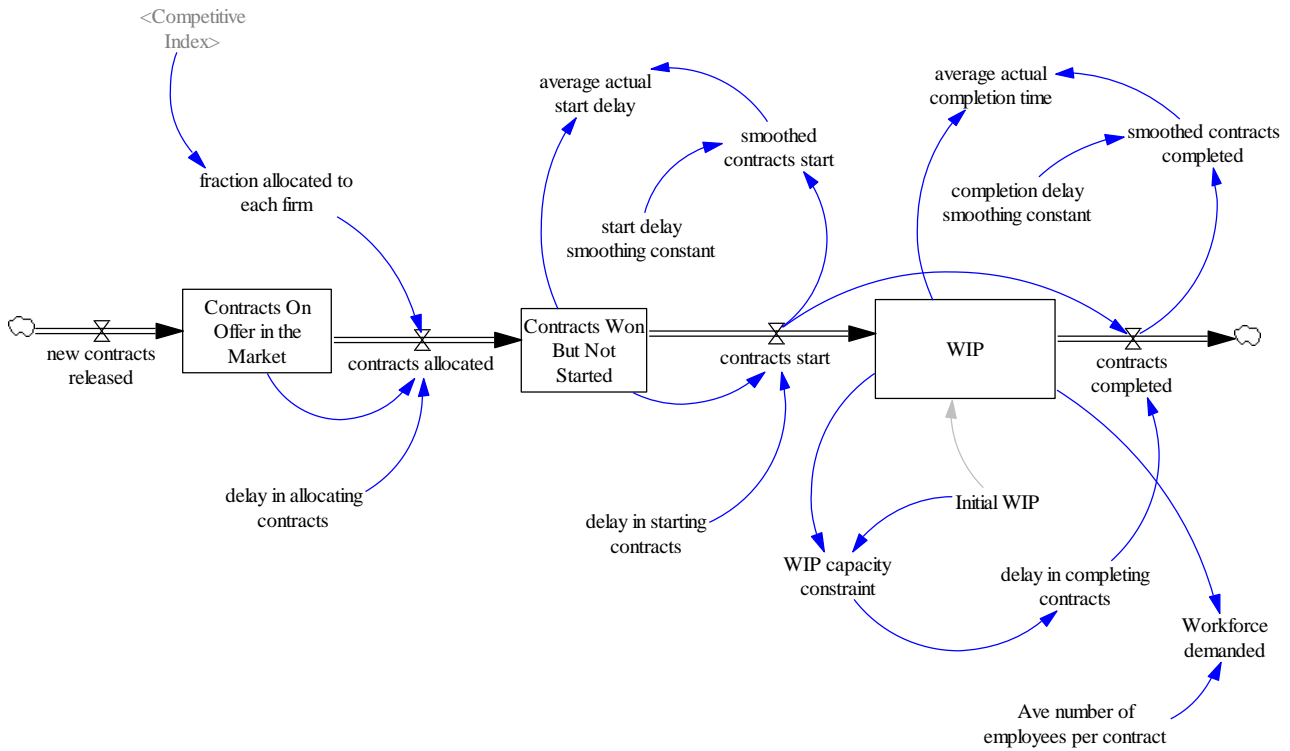 <Competitive
Index>
average actual
start delay
average actual
completion time
smoothed
contracts start
smoothed contracts
completed
fraction allocated to
each firm
completion delay
smoothing constant
start delay
smoothing constant
Contracts On
Offer in the
Market
Contracts Won
But Not
Started
WIP
new contracts
released
contracts allocated
contracts start
contracts
completed
delay in allocating
contracts
delay in starting
contracts
Initial WIP
WIP capacity
constraint
delay in completing
contracts
Workforce
demanded
Ave number of
employees per contract